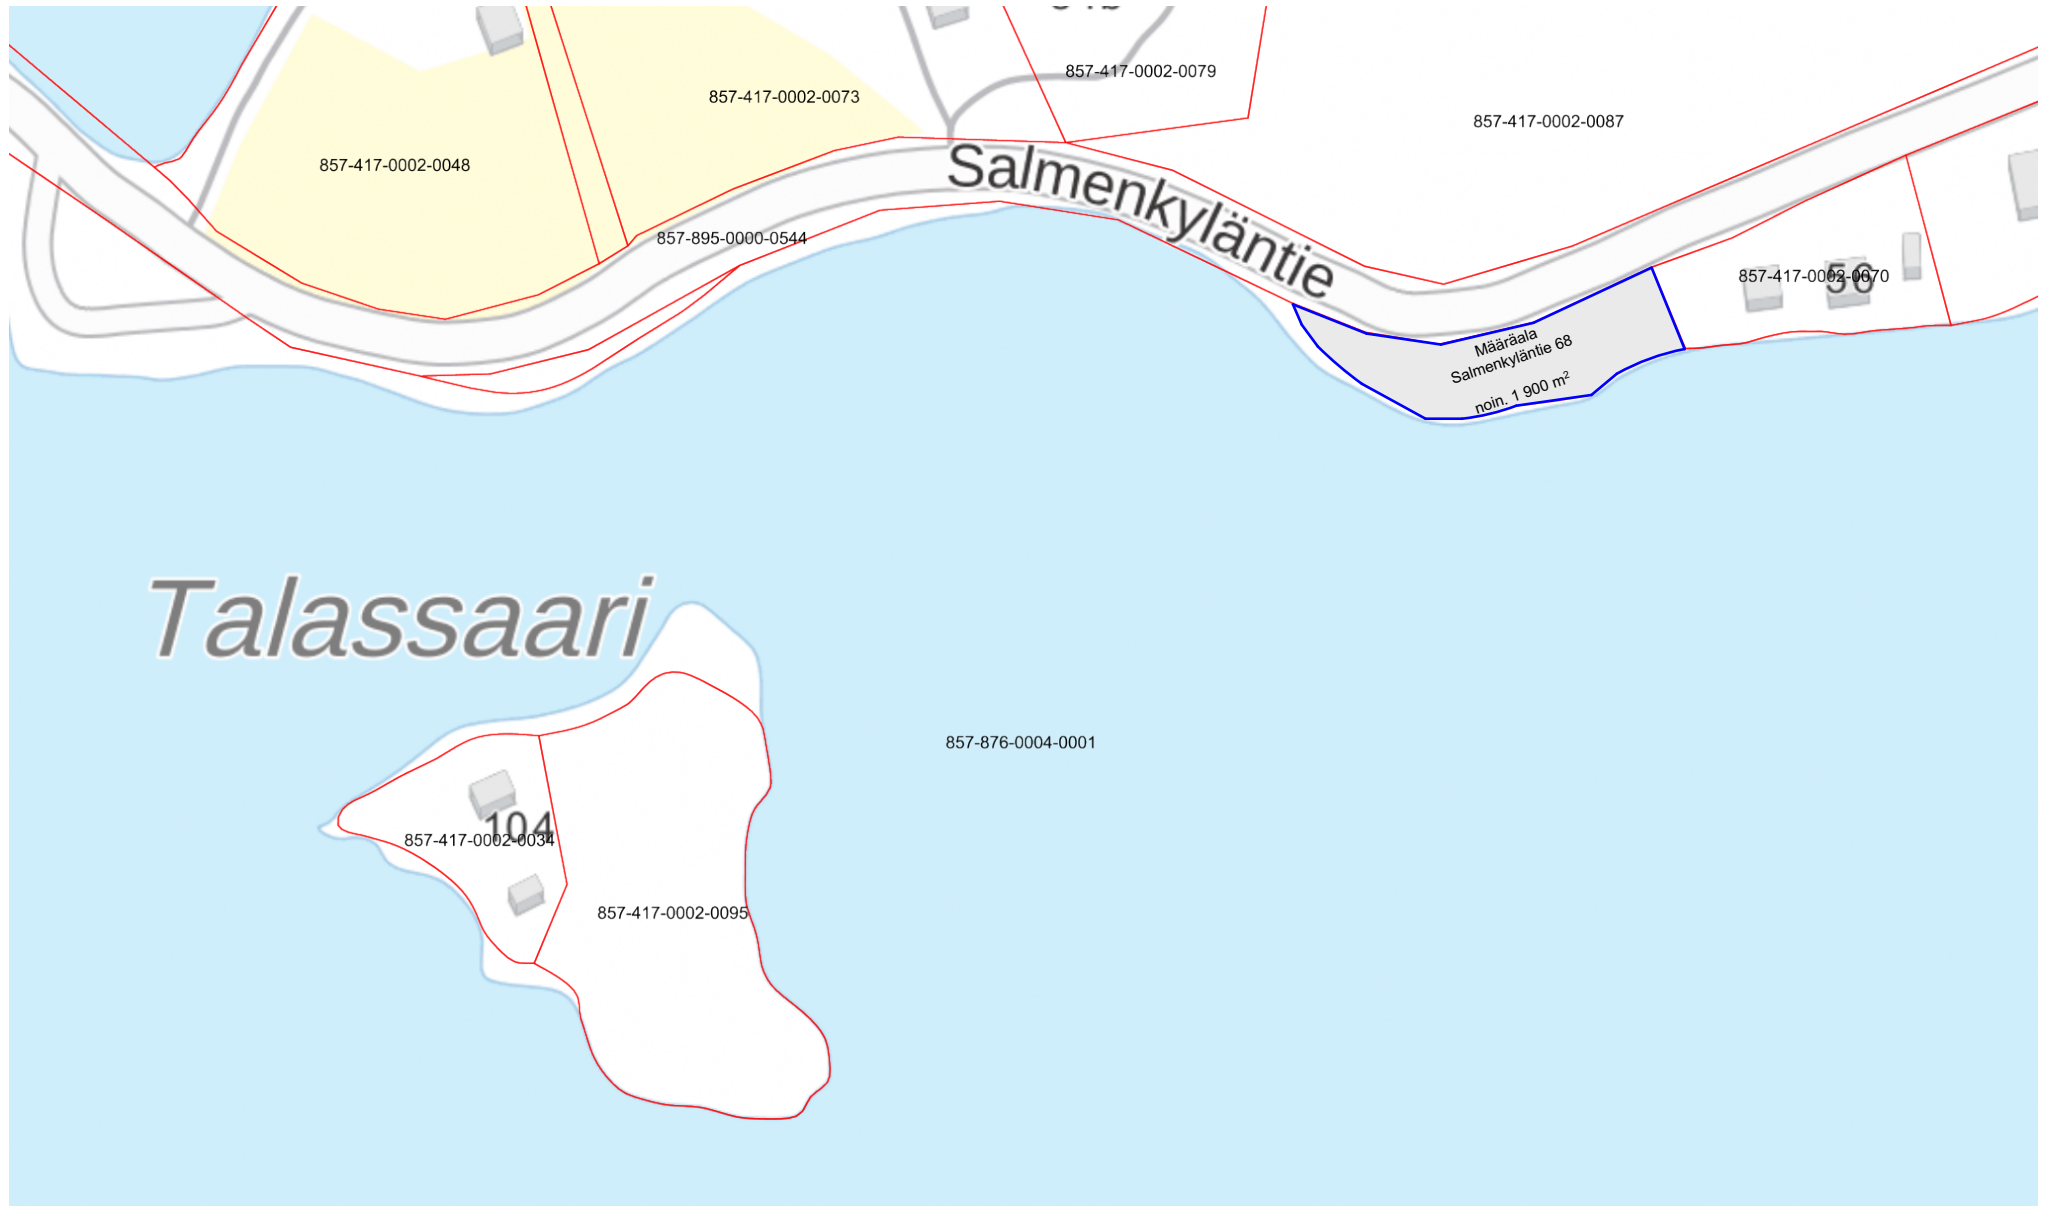 857-417-0002-0079
857-417-0002-0073
857-417-0002-0087
857-417-0002-0048
Salmenkyläntie
857-895-0000-0544
857-417-0002-0070
56
Määräala
Salmenkyläntie 68
noin. 1 900 m²
Talassaari
857-876-0004-0001
104
857-417-0002-0034
857-417-0002-0095